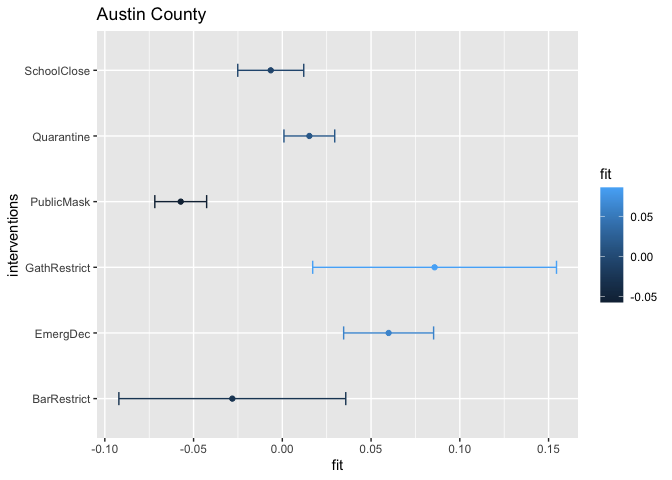 Austin County
interventions
SchoolClose
Quarantine
PublicMask
GathRestrict
EmergDec
BarRestrict
-0.10 -0.05 0.00 0.05 0.10 0.15
fit
fit
0.05
0.00
-0.05